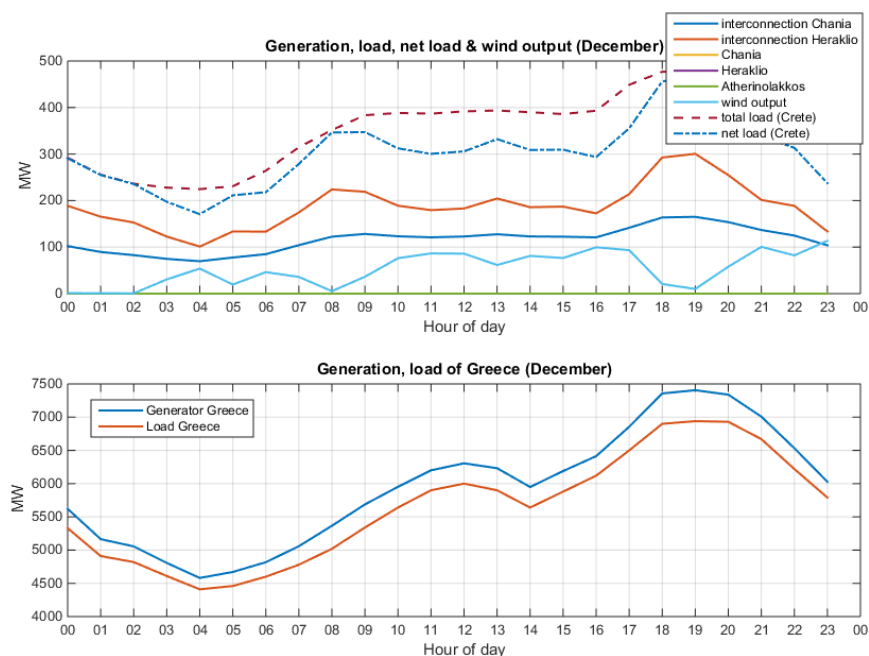 Generation, load, net load & wind output (December)
interconnection Chania
interconnection Heraklio
Chania
Heraklio
Atherinolakkos
wind output
total load (Crete)
net load (Crete)
500
400
300
200
100
0
MW
00 01 02 03 04 05 06 07 08 09 10 11 12 13 14 15 16 17 18 19 20 21 22 23 00
Hour of day
Generation, load of Greece (December)
Generator Greece
Load Greece
7500
7000
6500
6000
5500
5000
4500
4000
MW
00 01 02 03 04 05 06 07 08 09 10 11 12 13 14 15 16 17 18 19 20 21 22 23 00
Hour of day